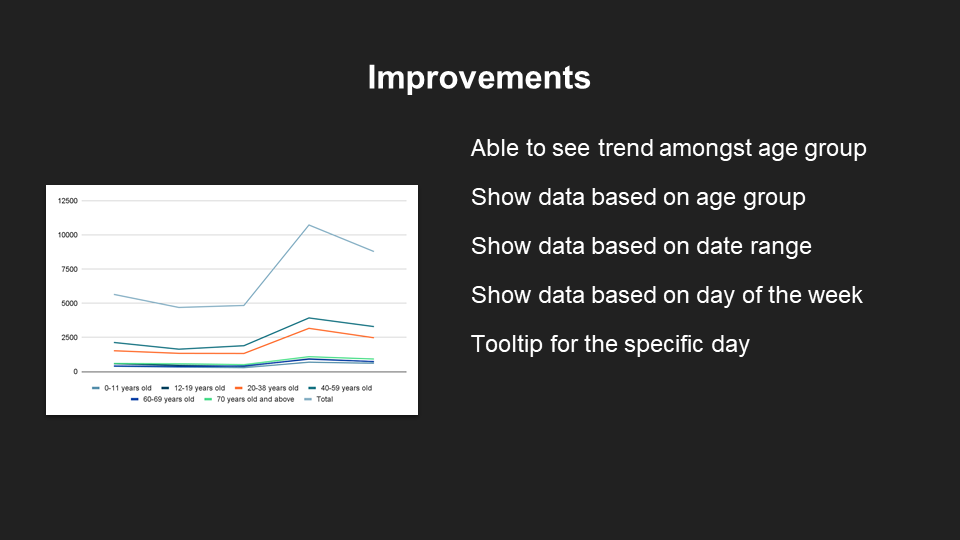 Improvements
Able to see trend amongst age group
Show data based on age group
Show data based on date range
Show data based on day of the week
Tooltip for the specific day
12500
10000
7500
5000
2500
0
0-11 years old 12-19 years old 20-38 years old 40-59 years old
60-69 years old 70 years old and above Total